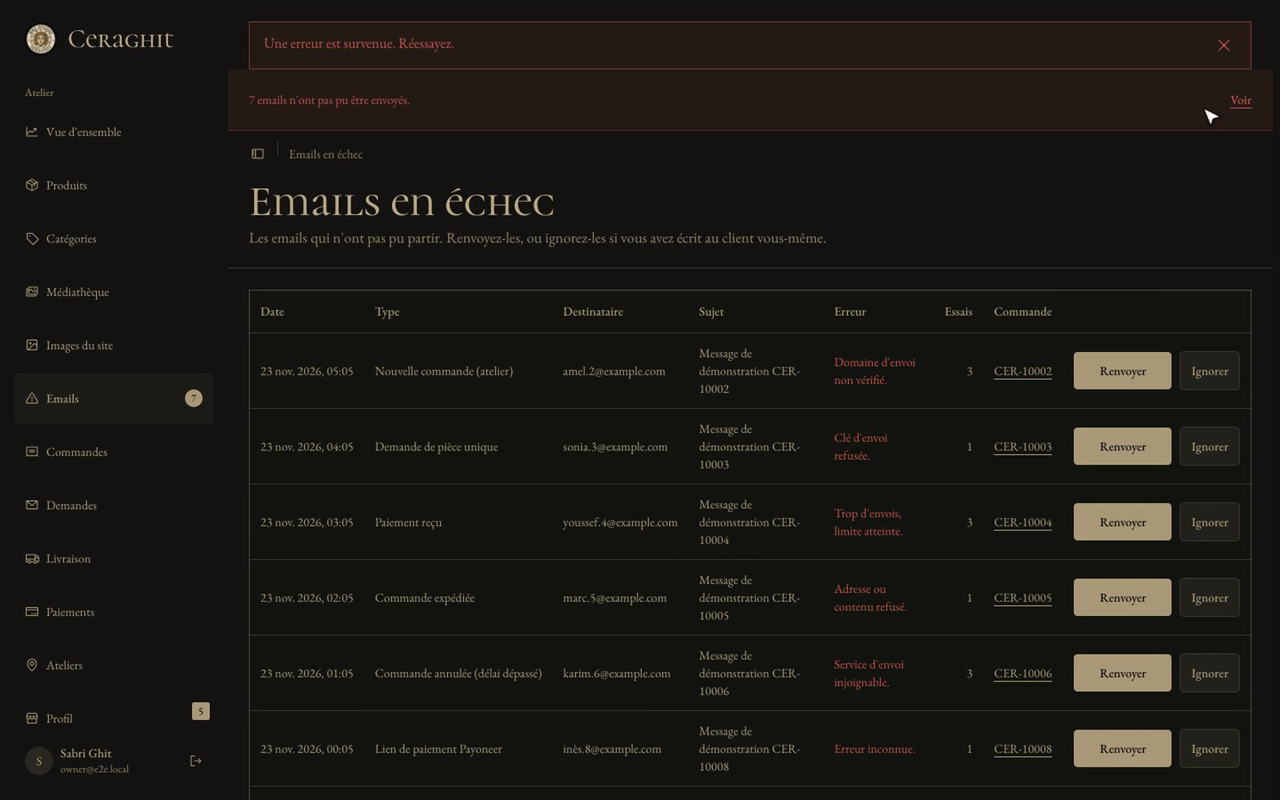 Ceraghit
Atelier
Vue d'ensemble
Produits
Catégories
Médiathèque
Images du site
Emails
7
Commandes
Demandes
Livraison
Paiements
Ateliers
Profil
5
S
Sabri Ghit
owner@e2e.local
Une erreur est survenue. Réessayez.
7 emails n'ont pas pu être envoyés.
Voir
Emails en échec
Emails en échec
Les emails qui n'ont pas pu partir. Renvoyez-les, ou ignorez-les si vous avez écrit au client vous-même.
Date Type Destinataire Sujet Erreur Essais Commande
23 nov. 2026, 05:05 Nouvelle commande (atelier) amel.2@example.com Message de démonstration CER-10002 Domaine d'envoi non vérifié. 3 CER-10002 Renvoyer Ignorer
23 nov. 2026, 04:05 Demande de pièce unique sonia.3@example.com Message de démonstration CER-10003 Clé d'envoi refusée. 1 CER-10003 Renvoyer Ignorer
23 nov. 2026, 03:05 Paiement reçu youssef.4@example.com Message de démonstration CER-10004 Trop d'envois, limite atteinte. 3 CER-10004 Renvoyer Ignorer
23 nov. 2026, 02:05 Commande expédiée marc.5@example.com Message de démonstration CER-10005 Adresse ou contenu refusé. 1 CER-10005 Renvoyer Ignorer
23 nov. 2026, 01:05 Commande annulée (délai dépassé) karim.6@example.com Message de démonstration CER-10006 Service d'envoi injoignable. 3 CER-10006 Renvoyer Ignorer
23 nov. 2026, 00:05 Lien de paiement Payoneer inès.8@example.com Message de démonstration CER-10008 Erreur inconnue. 1 CER-10008 Renvoyer Ignorer